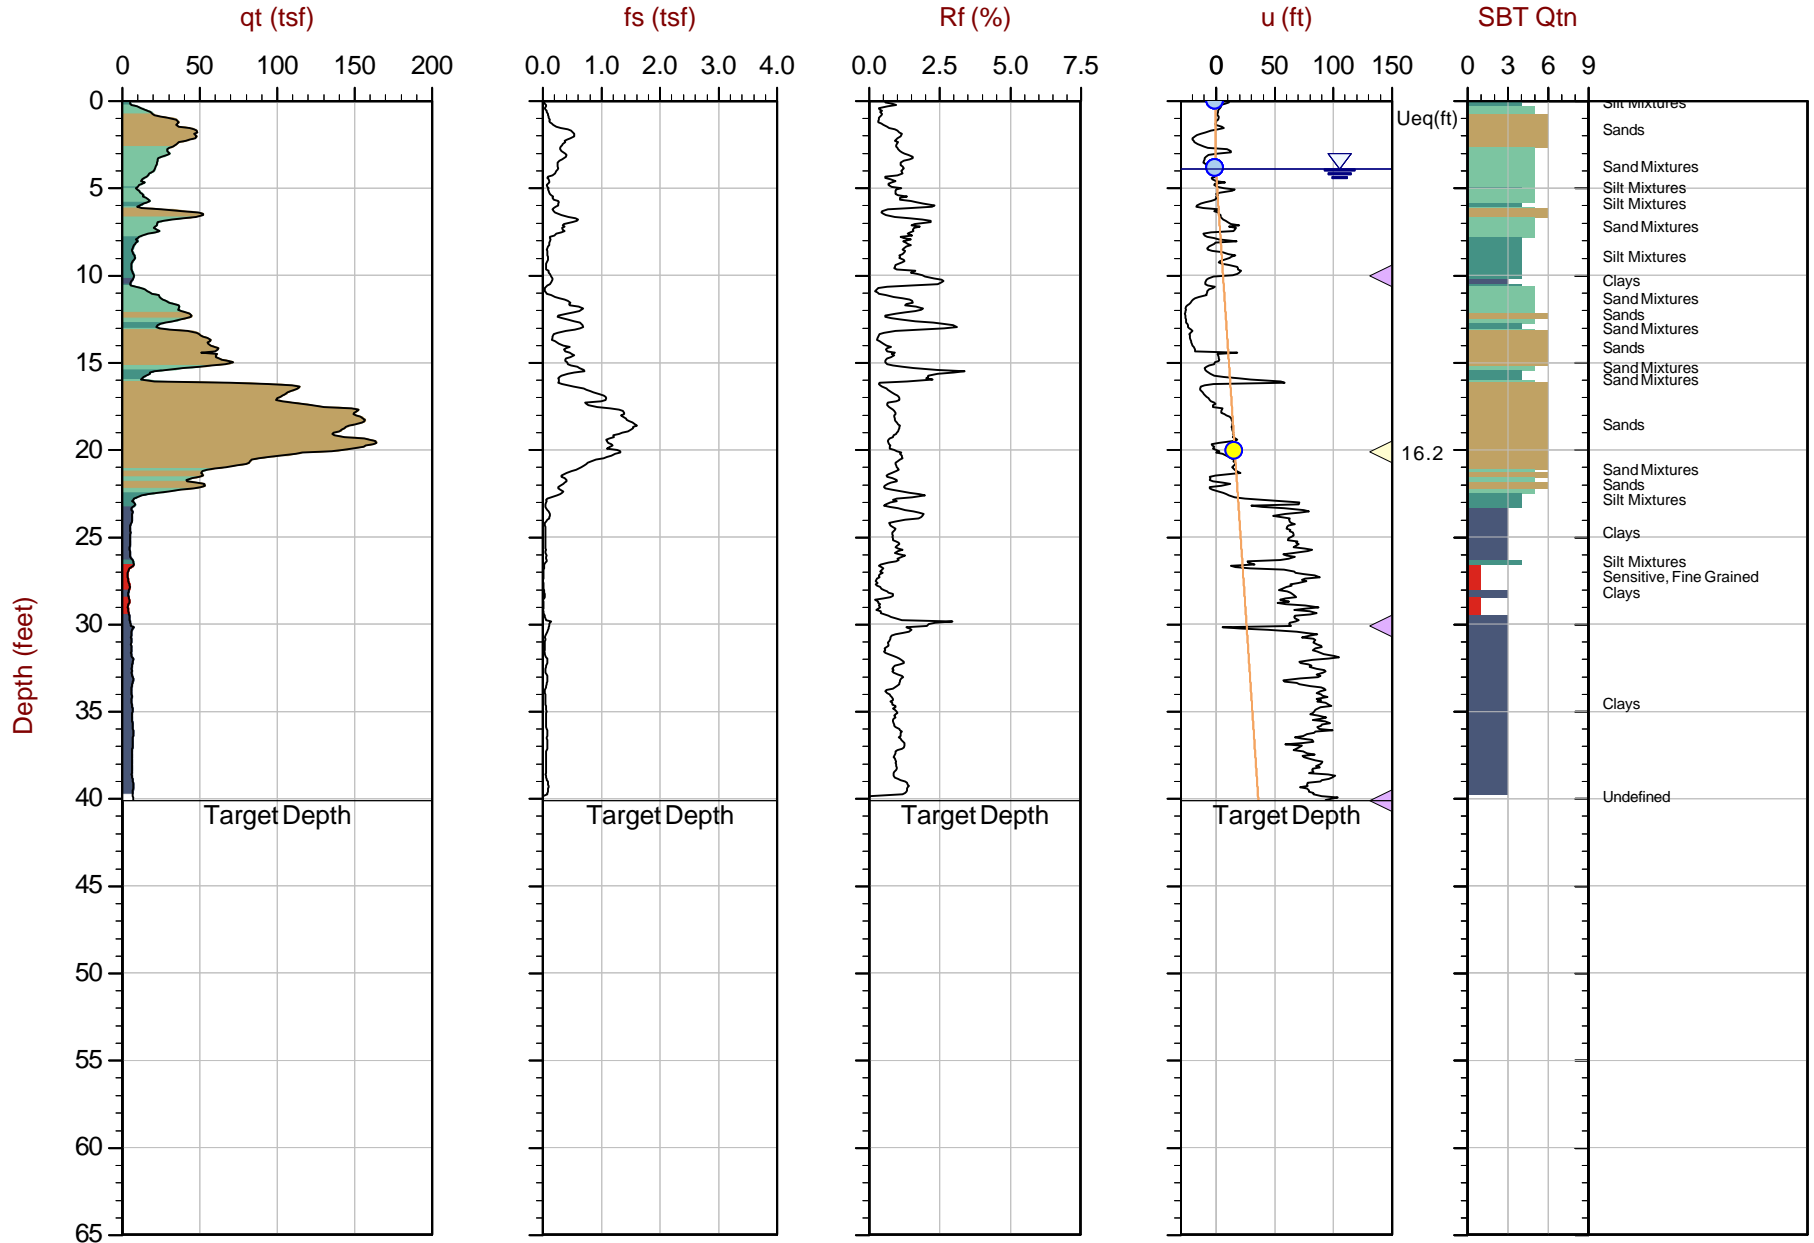 qt (tsf) fs (tsf) Rf (%) u (ft) SBT Qtn
0 50 100 150 200 0.0 1.0 2.0 3.0 4.0 0.0 2.5 5.0 7.5 0 50 100 150 0 3 6 9
0
Silt Mixtures
Ueq(ft)
Sands
Sand Mixtures
5
Silt Mixtures
Silt Mixtures
Sand Mixtures
Silt Mixtures
10
Clays
Sand Mixtures
Sands
Sand Mixtures
Sands
15
Sand Mixtures
Sand Mixtures
Sands
20
16.2
Sand Mixtures
Sands
Silt Mixtures
Clays
25
Silt Mixtures
Sensitive, Fine Grained
Clays
30
Depth (feet)
Clays
35
Undefined
40
Target Depth Target Depth Target Depth Target Depth
45
50
55
60
65